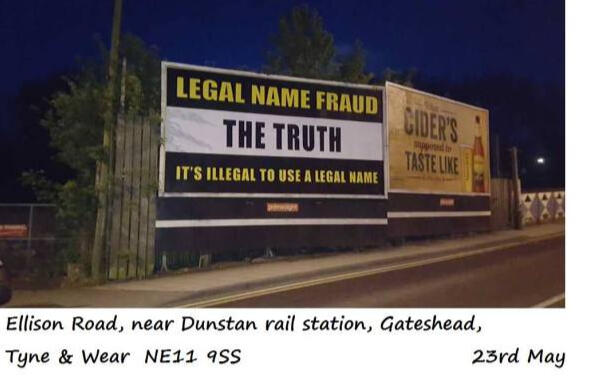 LEGAL NAME FRAUD
THE TRUTH
IT'S ILLEGAL TO USE A LEGAL NAME
CIDER'S
supposed to
TASTE LIKE
Ellison Road, near Dunstan rail station, Gateshead,
Tyne & Wear NE11 9SS
23rd May